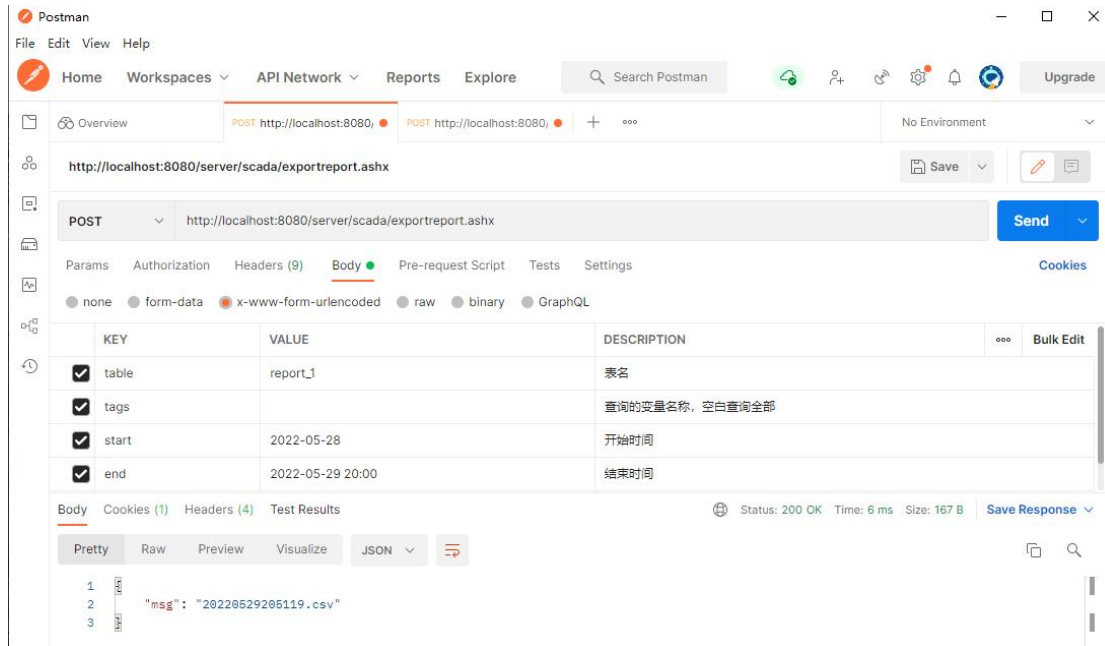 Postman
File Edit View Help
Home Workspaces API Network Reports Explore Search Postman Upgrade
Overview POST http://localhost:8080/ POST http://localhost:8080/ No Environment
http://localhost:8080/server/scada/exportreport.ashx Save
POST http://localhost:8080/server/scada/exportreport.ashx Send
Params Authorization Headers (9) Body Pre-request Script Tests Settings Cookies
none form-data x-www-form-urlencoded raw binary GraphQL
KEY VALUE DESCRIPTION Bulk Edit
table report_1 表名
tags 查询的变量名称，空白查询全部
start 2022-05-28 开始时间
end 2022-05-29 20:00 结束时间
Body Cookies (1) Headers (4) Test Results Status: 200 OK Time: 6 ms Size: 167 B Save Response
Pretty Raw Preview Visualize JSON
1 {
2 "msg": "20220529205119.csv"
3 }